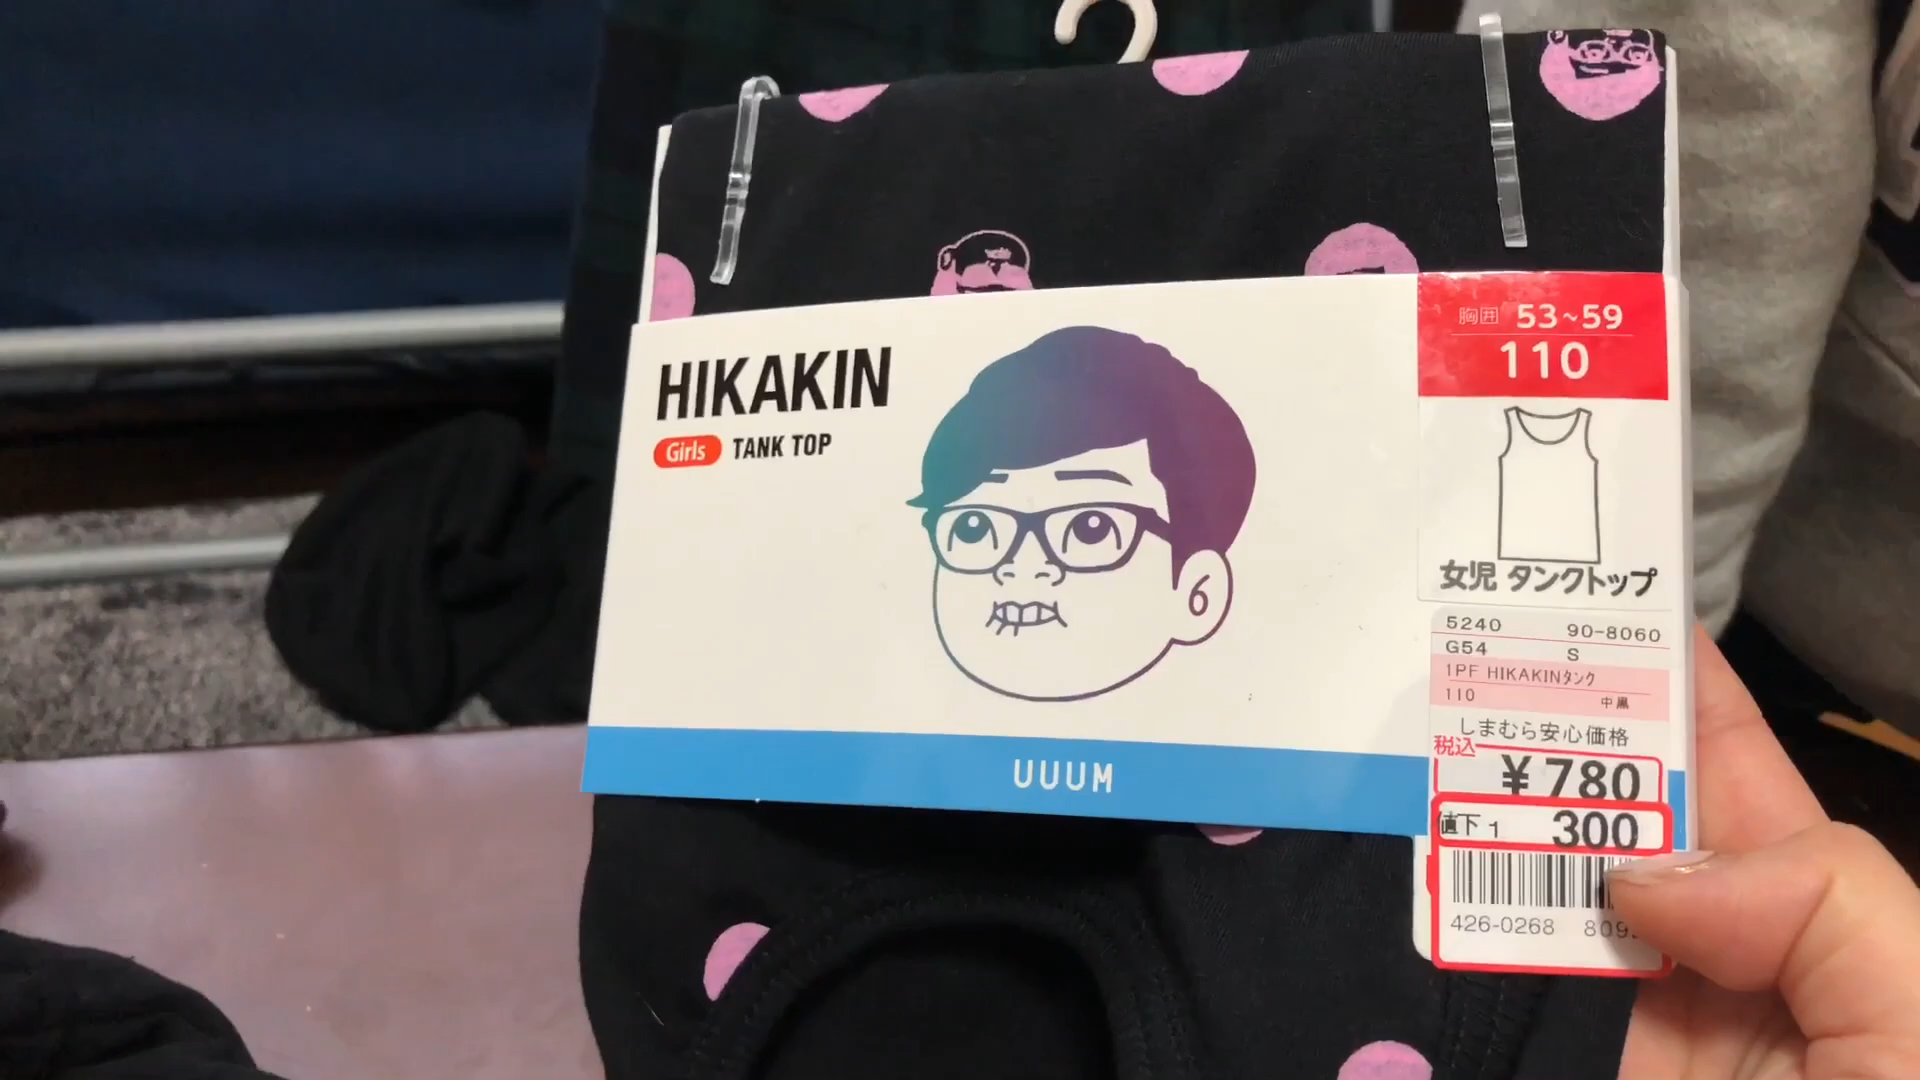 HIKAKIN
Girls TANK TOP
UUUM
胸囲 53~59
110
女児 タンクトップ
5240 90-8060
G54 S
1PF HIKAKINタンク
110 中黒
しまむら安心価格
税込
¥780
値下 1 300
426-0268